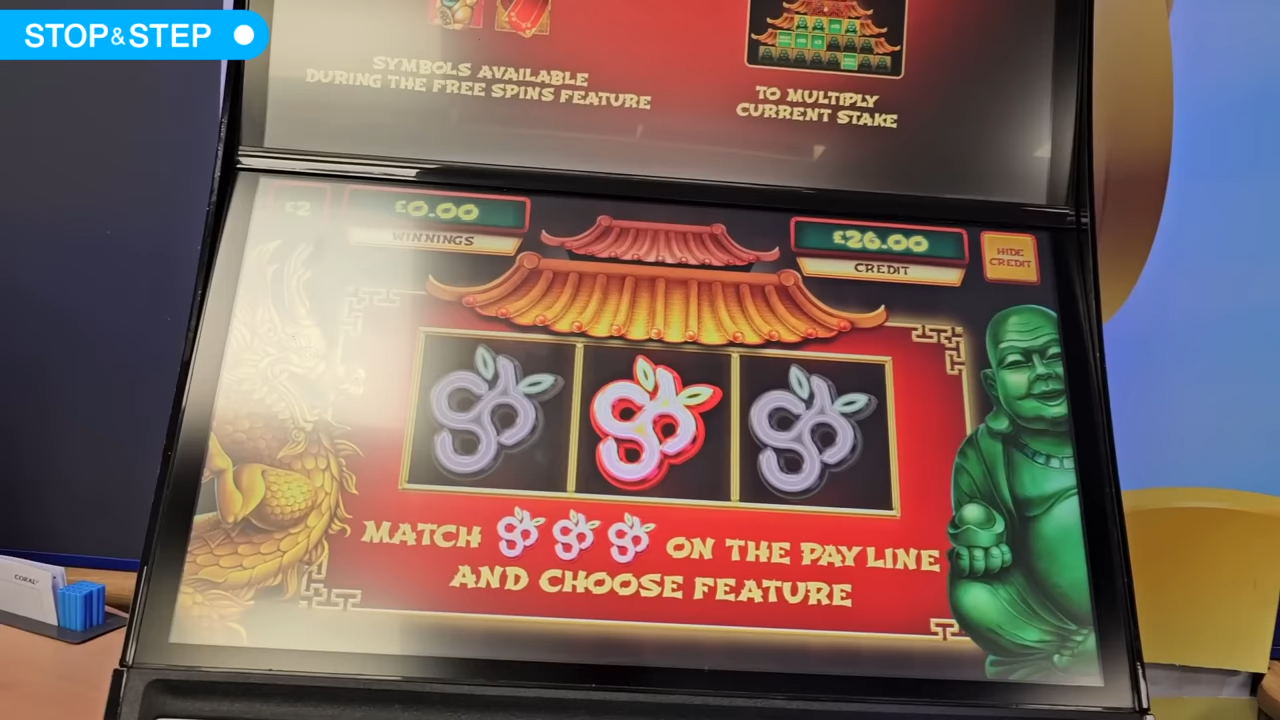 STOP&STEP
SYMBOLS AVAILABLE
DURING THE FREE SPINS FEATURE
TO MULTIPLY
CURRENT STAKE
£2
£0.00
WINNINGS
£26.00
CREDIT
HIDE
CREDIT
MATCH ON THE PAYLINE
AND CHOOSE FEATURE
CORAL